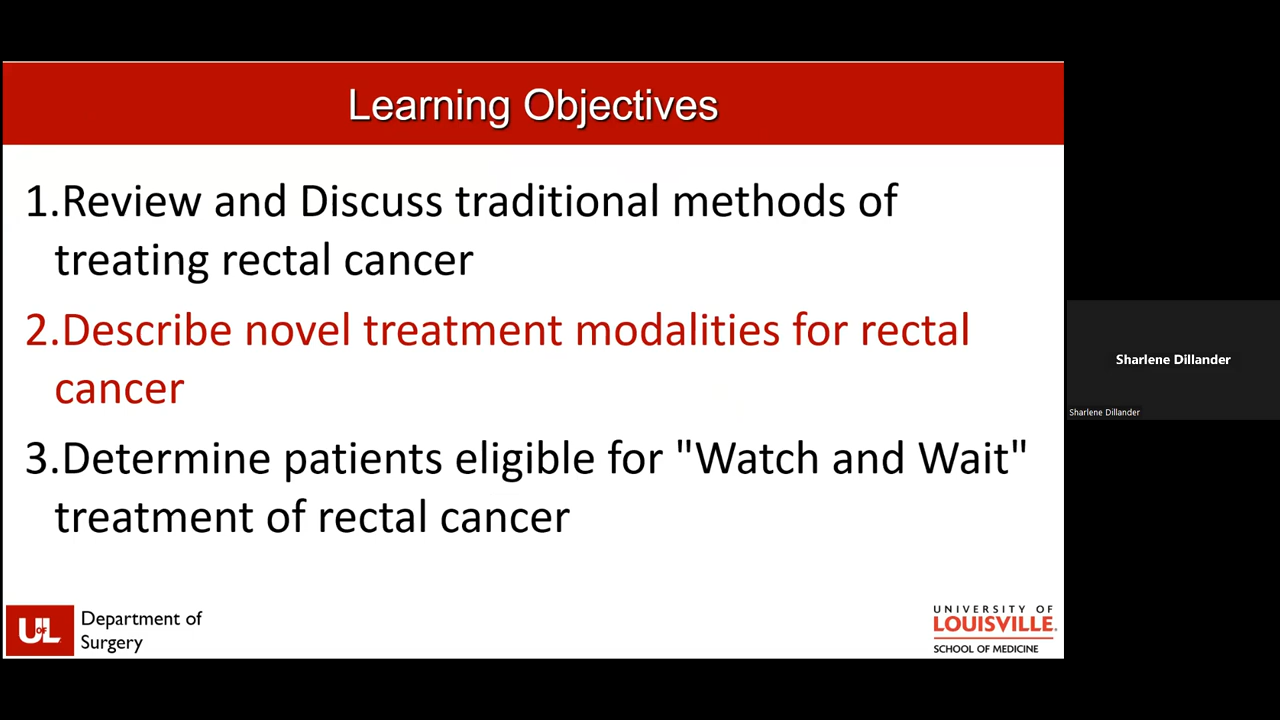 Learning Objectives
1.Review and Discuss traditional methods of
treating rectal cancer
2.Describe novel treatment modalities for rectal
cancer
3.Determine patients eligible for "Watch and Wait"
treatment of rectal cancer
UofL
Department of
Surgery
UNIVERSITY OF
LOUISVILLE.
SCHOOL OF MEDICINE
Sharlene Dillander
Sharlene Dillander